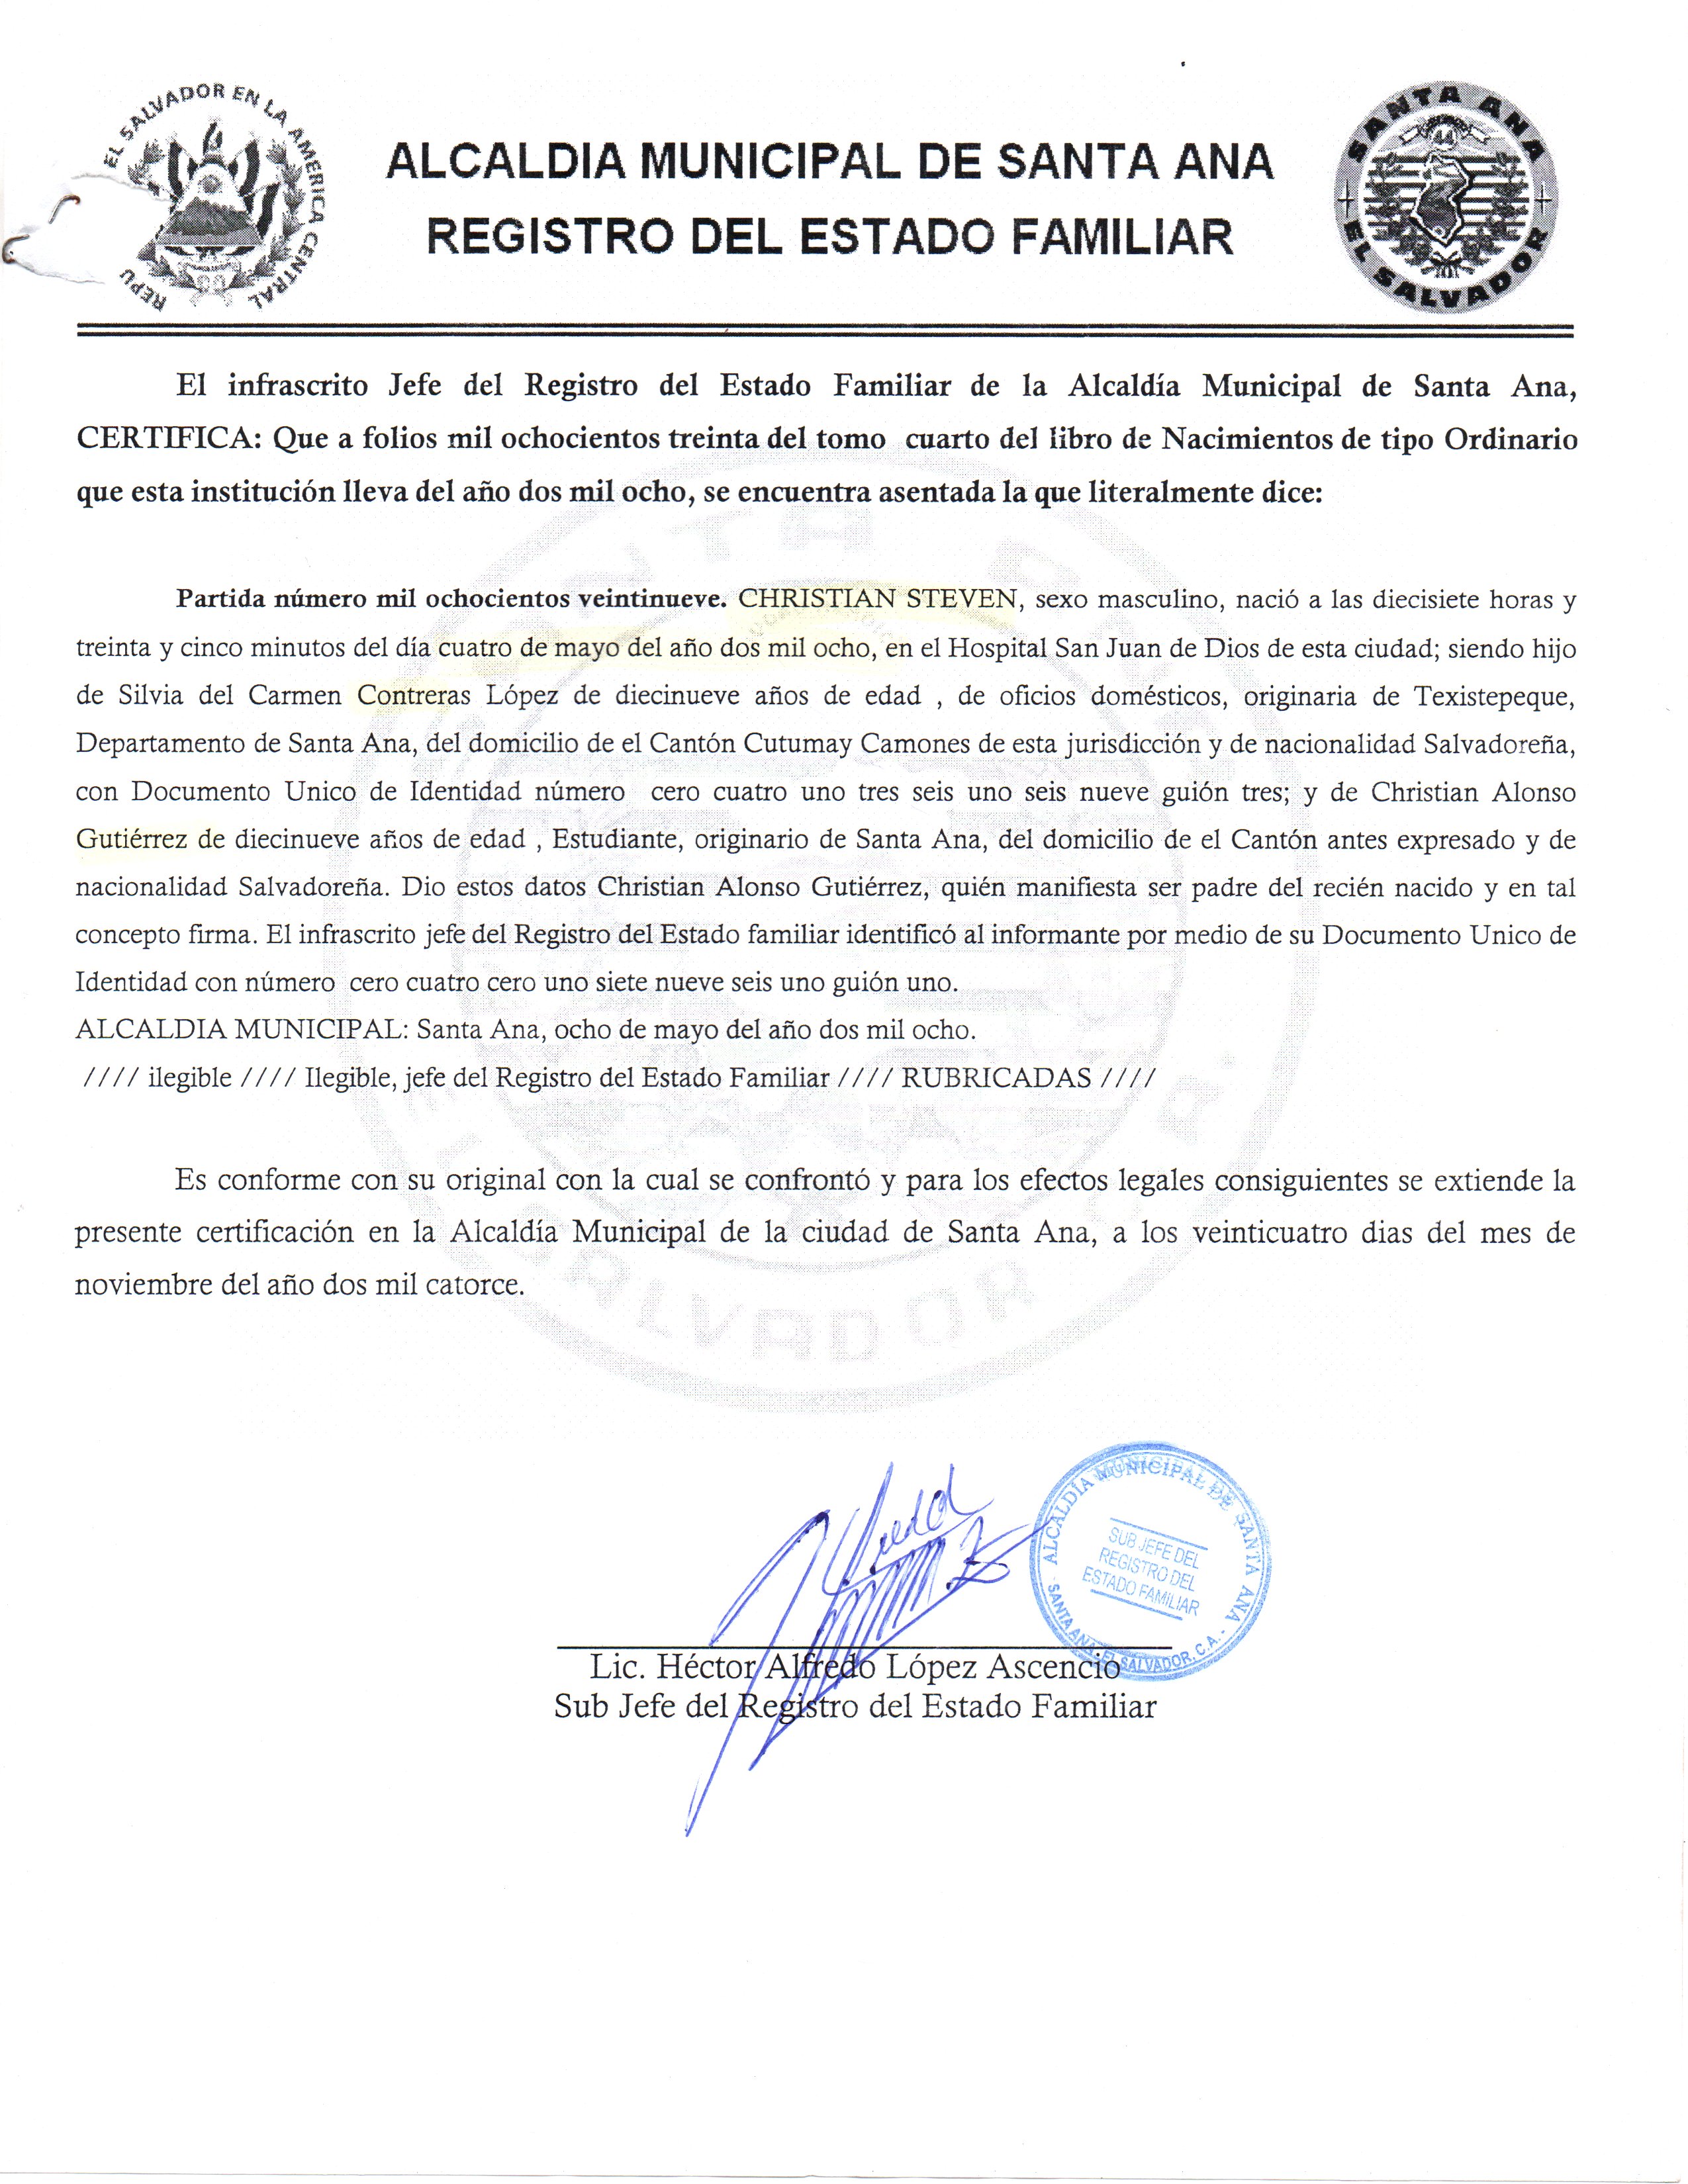 EL SALVADOR EN LA AMERICA CENTRAL
REPU
ALCALDIA MUNICIPAL DE SANTA ANA
REGISTRO DEL ESTADO FAMILIAR
SANTA ANA
44
EL SALVADOR
El infrascrito Jefe del Registro del Estado Familiar de la Alcaldía Municipal de Santa Ana,
CERTIFICA: Que a folios mil ochocientos treinta del tomo cuarto del libro de Nacimientos de tipo Ordinario
que esta institución lleva del año dos mil ocho, se encuentra asentada la que literalmente dice:
Partida número mil ochocientos veintinueve. CHRISTIAN STEVEN, sexo masculino, nació a las diecisiete horas y
treinta y cinco minutos del día cuatro de mayo del año dos mil ocho, en el Hospital San Juan de Dios de esta ciudad; siendo hijo
de Silvia del Carmen Contreras López de diecinueve años de edad , de oficios domésticos, originaria de Texistepeque,
Departamento de Santa Ana, del domicilio de el Cantón Cutumay Camones de esta jurisdicción y de nacionalidad Salvadoreña,
con Documento Unico de Identidad número cero cuatro uno tres seis uno seis nueve guión tres; y de Christian Alonso
Gutiérrez de diecinueve años de edad , Estudiante, originario de Santa Ana, del domicilio de el Cantón antes expresado y de
nacionalidad Salvadoreña. Dio estos datos Christian Alonso Gutiérrez, quién manifiesta ser padre del recién nacido y en tal
concepto firma. El infrascrito jefe del Registro del Estado familiar identificó al informante por medio de su Documento Unico de
Identidad con número cero cuatro cero uno siete nueve seis uno guión uno.
ALCALDIA MUNICIPAL: Santa Ana, ocho de mayo del año dos mil ocho.
//// ilegible //// Ilegible, jefe del Registro del Estado Familiar //// RUBRICADAS ////
Es conforme con su original con la cual se confrontó y para los efectos legales consiguientes se extiende la
presente certificación en la Alcaldía Municipal de la ciudad de Santa Ana, a los veinticuatro dias del mes de
noviembre del año dos mil catorce.
ALCALDÍA MUNICIPAL DE SANTA ANA
SUB JEFE DEL
REGISTRO DEL
ESTADO FAMILIAR
SANTA ANA, EL SALVADOR, C.A.
Lic. Héctor Alfredo López Ascencio
Sub Jefe del Registro del Estado Familiar